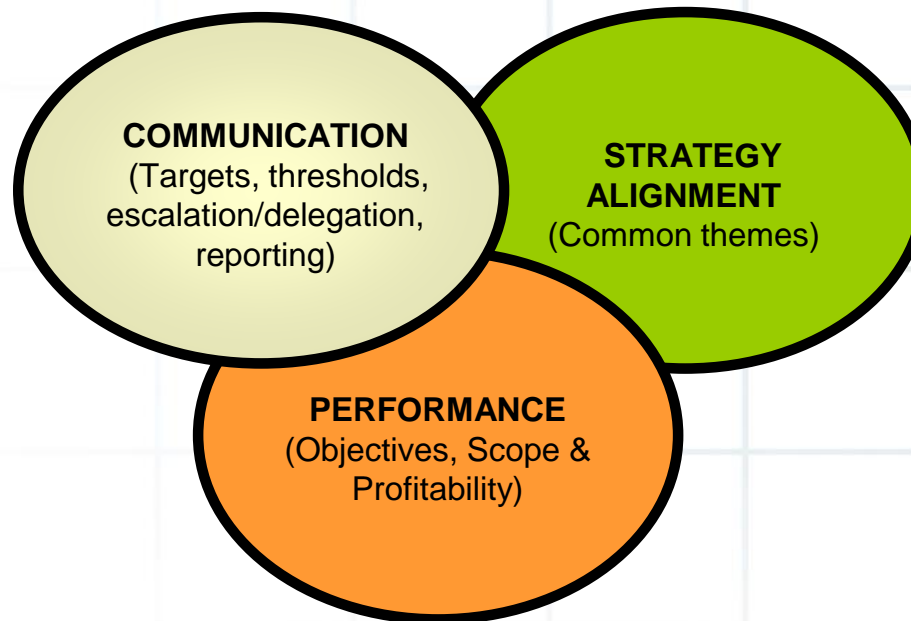 COMMUNICATION
(Targets, thresholds,
escalation/delegation,
reporting)
STRATEGY
ALIGNMENT
(Common themes)
PERFORMANCE
(Objectives, Scope &
Profitability)